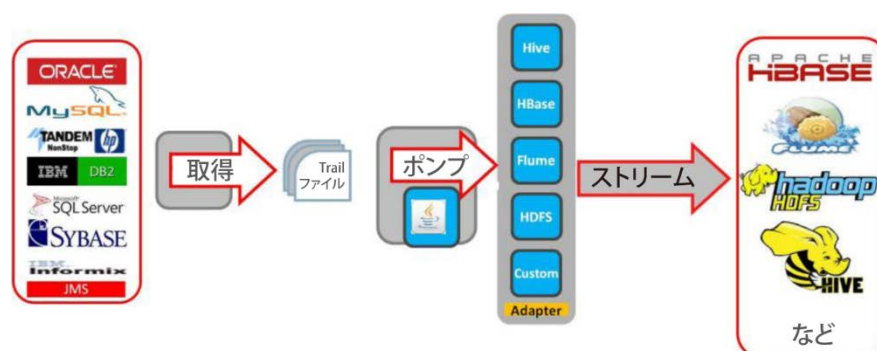 ORACLE
MySQL
TANDEM
NonStop
hp
IBM DB2
Microsoft
SQL Server
SYBASE
IBM
Informix
JMS
取得
Trail
ファイル
ポンプ
Hive
HBase
Flume
HDFS
Custom
Adapter
ストリーム
APACHE
HBASE
FLUME
hadoop
HDFS
HIVE
など